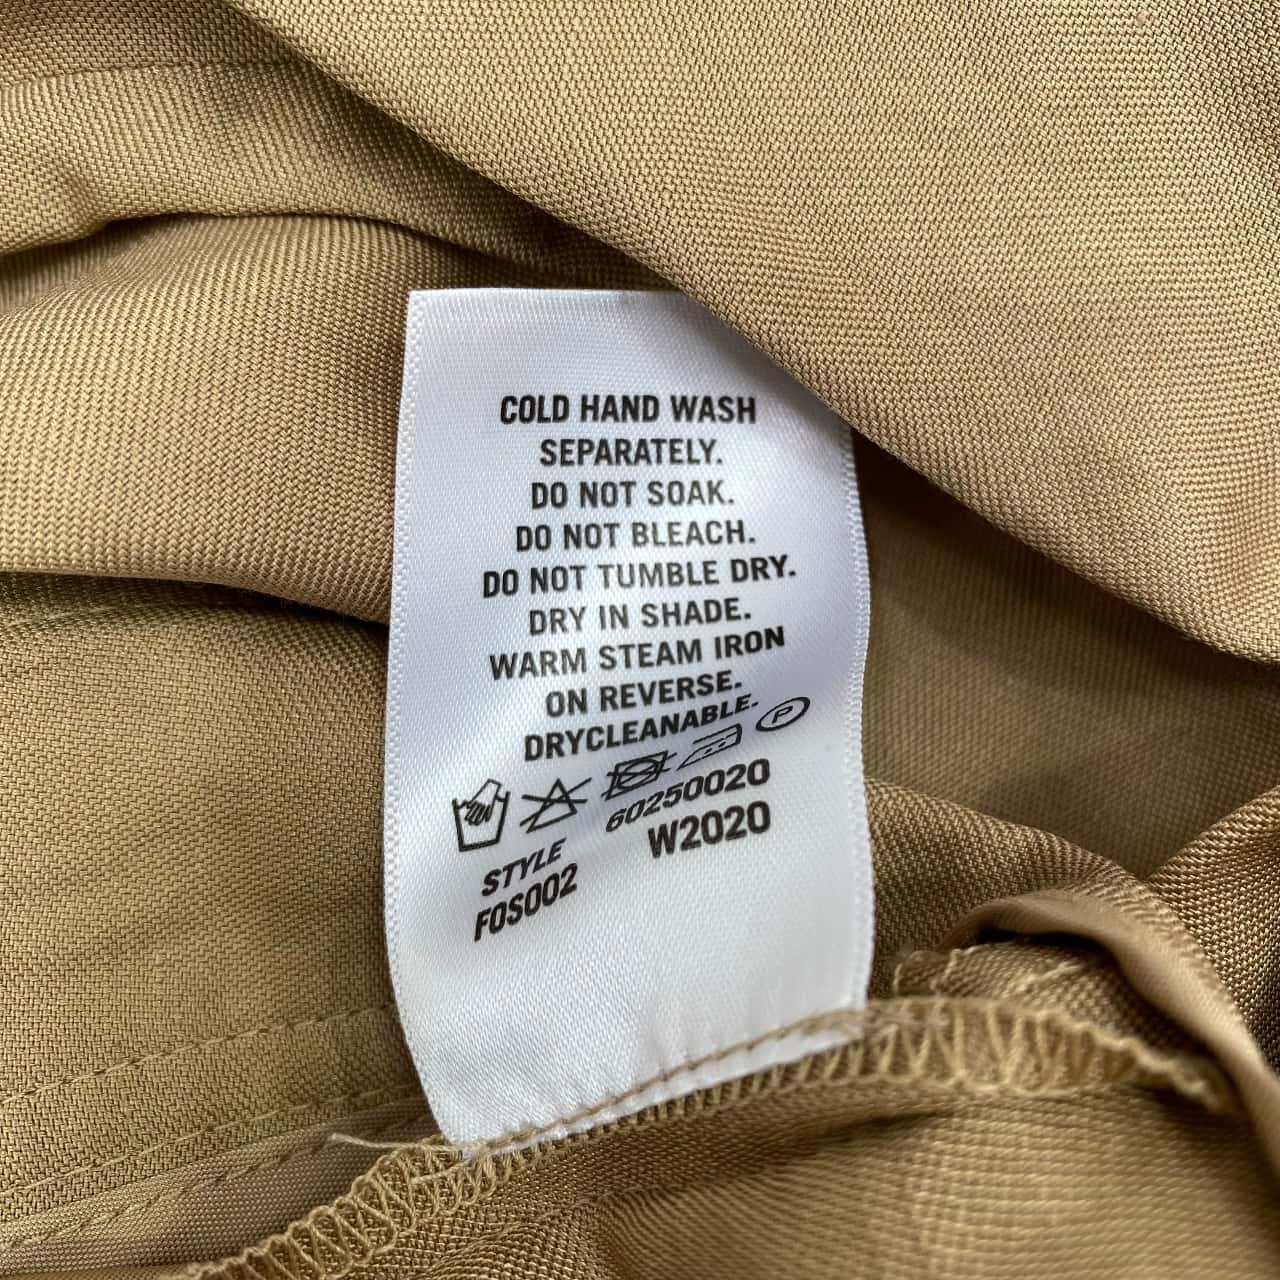 COLD HAND WASH
SEPARATELY.
DO NOT SOAK.
DO NOT BLEACH.
DO NOT TUMBLE DRY.
DRY IN SHADE.
WARM STEAM IRON
ON REVERSE.
DRYCLEANABLE.
P
STYLE 60250020
FOS002 W2020